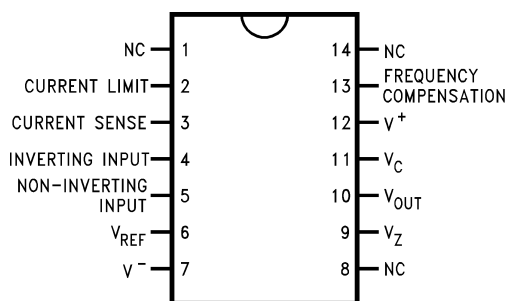 NC 1 14 NC
CURRENT LIMIT 2 13 FREQUENCY COMPENSATION
CURRENT SENSE 3 12 V+
INVERTING INPUT 4 11 VC
NON-INVERTING INPUT 5 10 VOUT
VREF 6 9 VZ
V− 7 8 NC